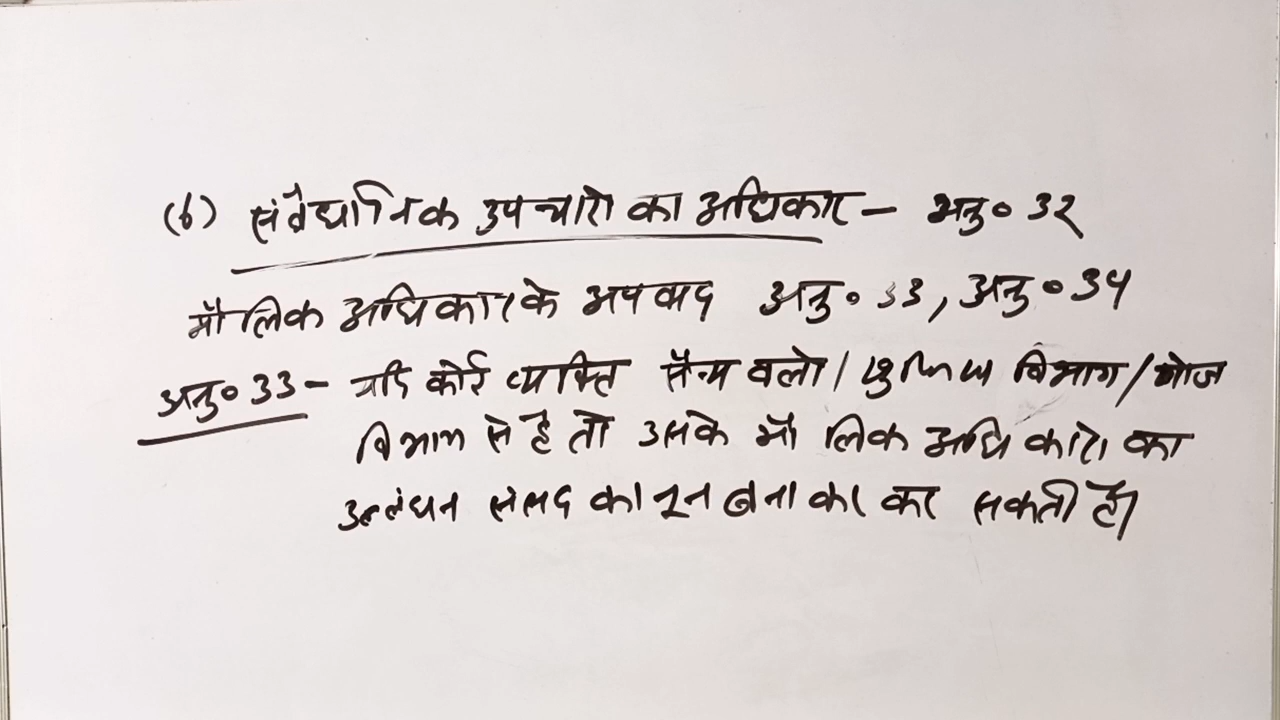 (6) संवैधानिक उपचारो का अधिकार – अनु० 32
मौलिक अधिकार के अपवाद अनु० 33, अनु० 34
अनु० 33 – यदि कोई व्यक्ति सैन्य वलो / पुलिस विभाग /
विभाग से है तो उसके मौलिक अधिकारो का
उल्लंघन संसद कानून बना कर कर सकती है।